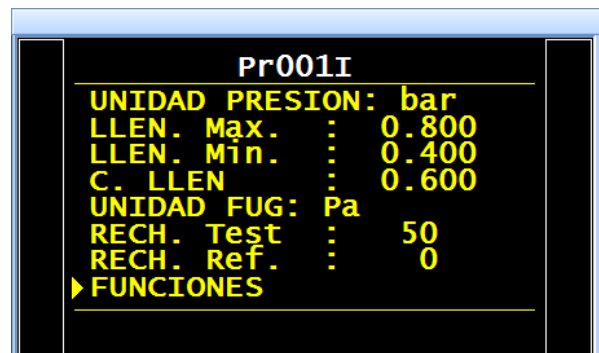 Pr001I
UNIDAD PRESION: bar
LLEN. Max. : 0.800
LLEN. Min. : 0.400
C. LLEN : 0.600
UNIDAD FUG: Pa
RECH. Test : 50
RECH. Ref. : 0
FUNCIONES